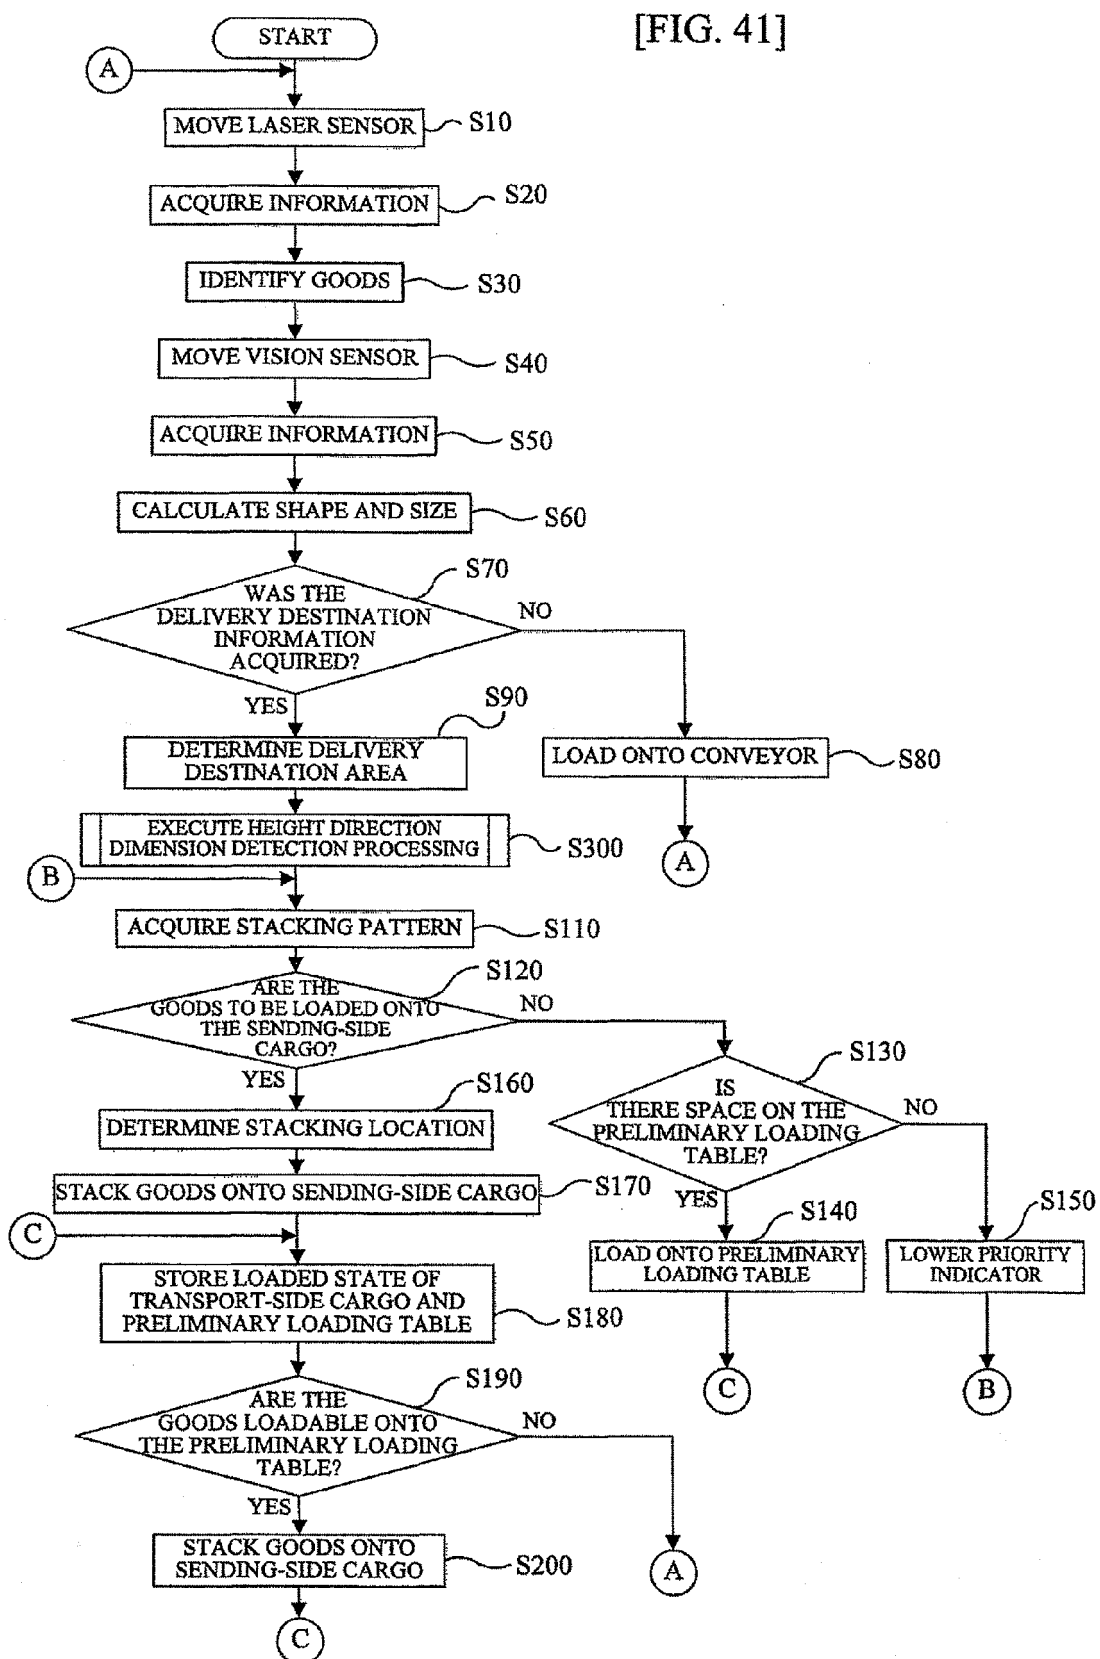 [FIG. 41]
START
A
MOVE LASER SENSOR
S10
ACQUIRE INFORMATION
S20
IDENTIFY GOODS
S30
MOVE VISION SENSOR
S40
ACQUIRE INFORMATION
S50
CALCULATE SHAPE AND SIZE
S60
S70
WAS THE
DELIVERY DESTINATION
INFORMATION
ACQUIRED?
NO
YES
S90
DETERMINE DELIVERY
DESTINATION AREA
LOAD ONTO CONVEYOR
S80
A
EXECUTE HEIGHT DIRECTION
DIMENSION DETECTION PROCESSING
S300
B
ACQUIRE STACKING PATTERN
S110
S120
ARE THE
GOODS TO BE LOADED ONTO
THE SENDING-SIDE
CARGO?
NO
YES
S130
IS
THERE SPACE ON THE
PRELIMINARY LOADING
TABLE?
NO
YES
S160
DETERMINE STACKING LOCATION
STACK GOODS ONTO SENDING-SIDE CARGO
S170
S140
LOAD ONTO PRELIMINARY
LOADING TABLE
S150
LOWER PRIORITY
INDICATOR
C
STORE LOADED STATE OF
TRANSPORT-SIDE CARGO AND
PRELIMINARY LOADING TABLE
S180
C
B
S190
ARE THE
GOODS LOADABLE ONTO
THE PRELIMINARY LOADING
TABLE?
NO
YES
STACK GOODS ONTO
SENDING-SIDE CARGO
S200
A
C